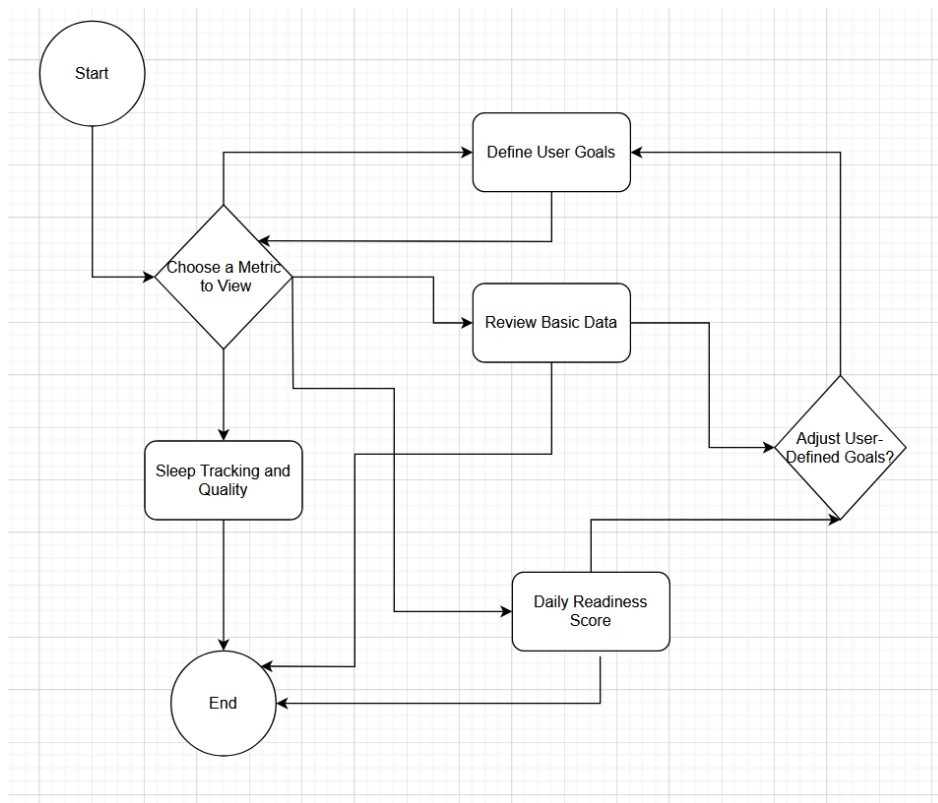 Start
Define User Goals
Choose a Metric
to View
Review Basic Data
Adjust User-
Defined Goals?
Sleep Tracking and
Quality
Daily Readiness
Score
End